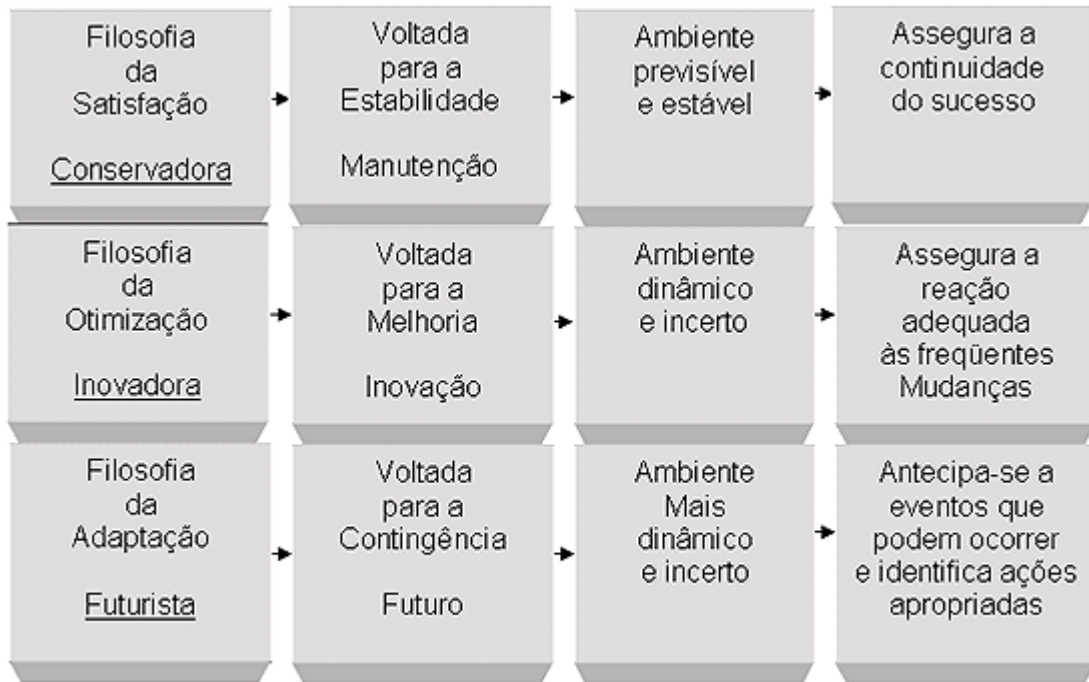 Filosofia
da
Satisfação
Conservadora
Voltada
para a
Estabilidade
Manutenção
Ambiente
previsível
e estável
Assegura a
continuidade
do sucesso
Filosofia
da
Otimização
Inovadora
Voltada
para a
Melhoria
Inovação
Ambiente
dinâmico
e incerto
Assegura a
reação
adequada
às freqüentes
Mudanças
Filosofia
da
Adaptação
Futurista
Voltada
para a
Contingência
Futuro
Ambiente
Mais
dinâmico
e incerto
Antecipa-se a
eventos que
podem ocorrer
e identifica ações
apropriadas